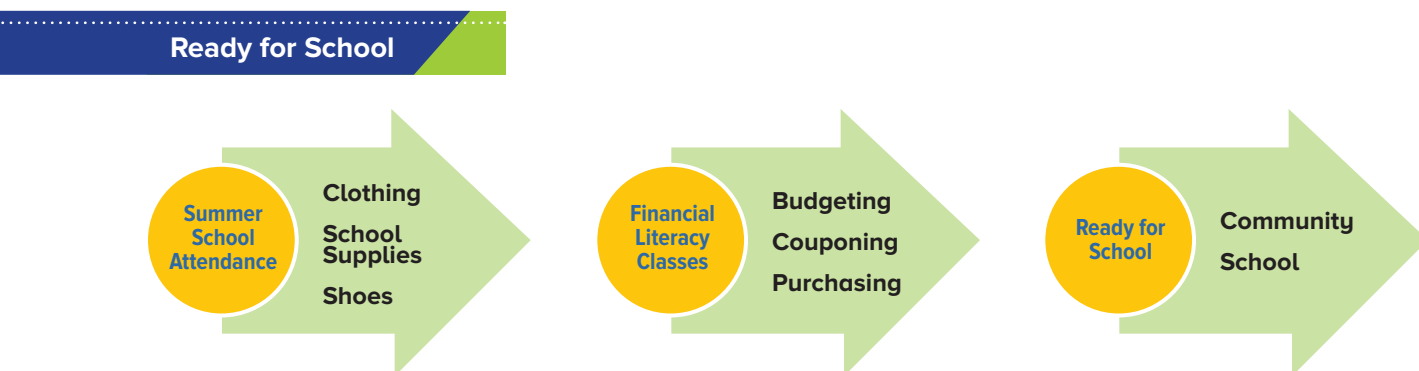 Ready for School
Summer
School
Attendance
Clothing
School
Supplies
Shoes
Financial
Literacy
Classes
Budgeting
Couponing
Purchasing
Ready for
School
Community
School